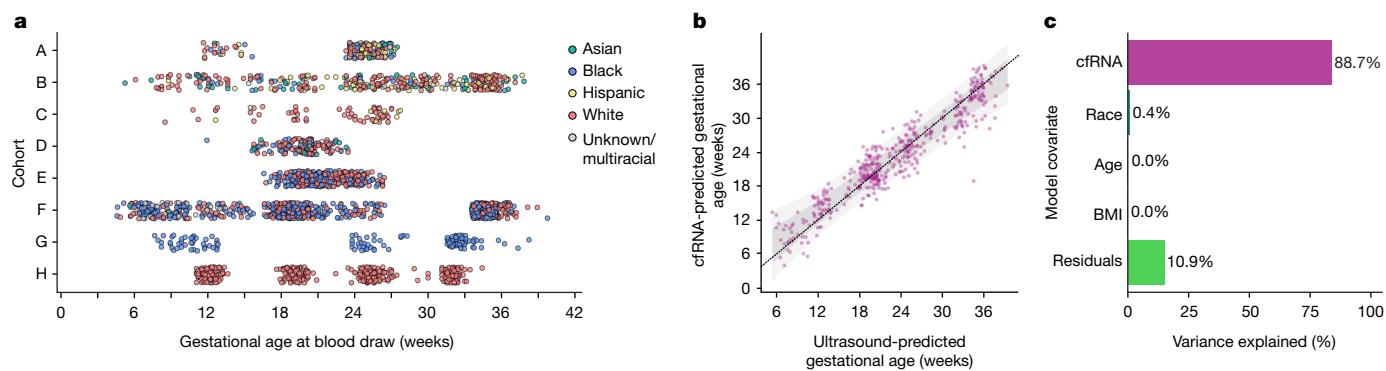 a
A
B
C
D
E
F
G
H
Cohort
Asian
Black
Hispanic
White
Unknown/
multiracial
0
6
12
18
24
30
36
42
Gestational age at blood draw (weeks)
b
36
30
24
18
12
6
0
cfRNA-predicted gestational
age (weeks)
6
12
18
24
30
36
Ultrasound-predicted
gestational age (weeks)
c
Model covariate
cfRNA
88.7%
Race
0.4%
Age
0.0%
BMI
0.0%
Residuals
10.9%
0
25
50
75
100
Variance explained (%)